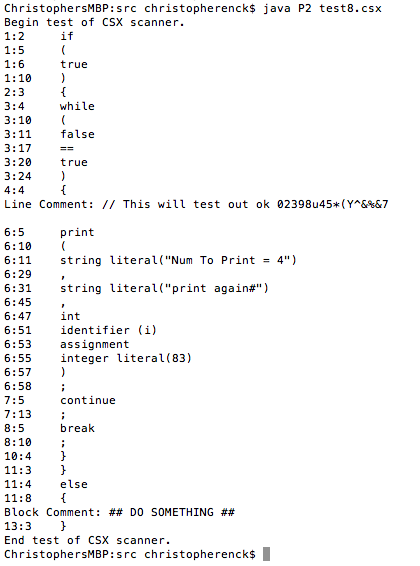 ChristophersMBP:src christopherenck$ java P2 test8.csx
Begin test of CSX scanner.
1:2 if
1:5 (
1:6 true
1:10 )
2:3 {
3:4 while
3:10 (
3:11 false
3:17 ==
3:20 true
3:24 )
4:4 {
Line Comment: // This will test out ok 02398u45*(Y^&%&7
6:5 print
6:10 (
6:11 string literal("Num To Print = 4")
6:29 ,
6:31 string literal("print again#")
6:45 ,
6:47 int
6:51 identifier (i)
6:53 assignment
6:55 integer literal(83)
6:57 )
6:58 ;
7:5 continue
7:13 ;
8:5 break
8:10 ;
10:4 }
11:3 }
11:4 else
11:8 {
Block Comment: ## DO SOMETHING ##
13:3 }
End test of CSX scanner.
ChristophersMBP:src christopherenck$